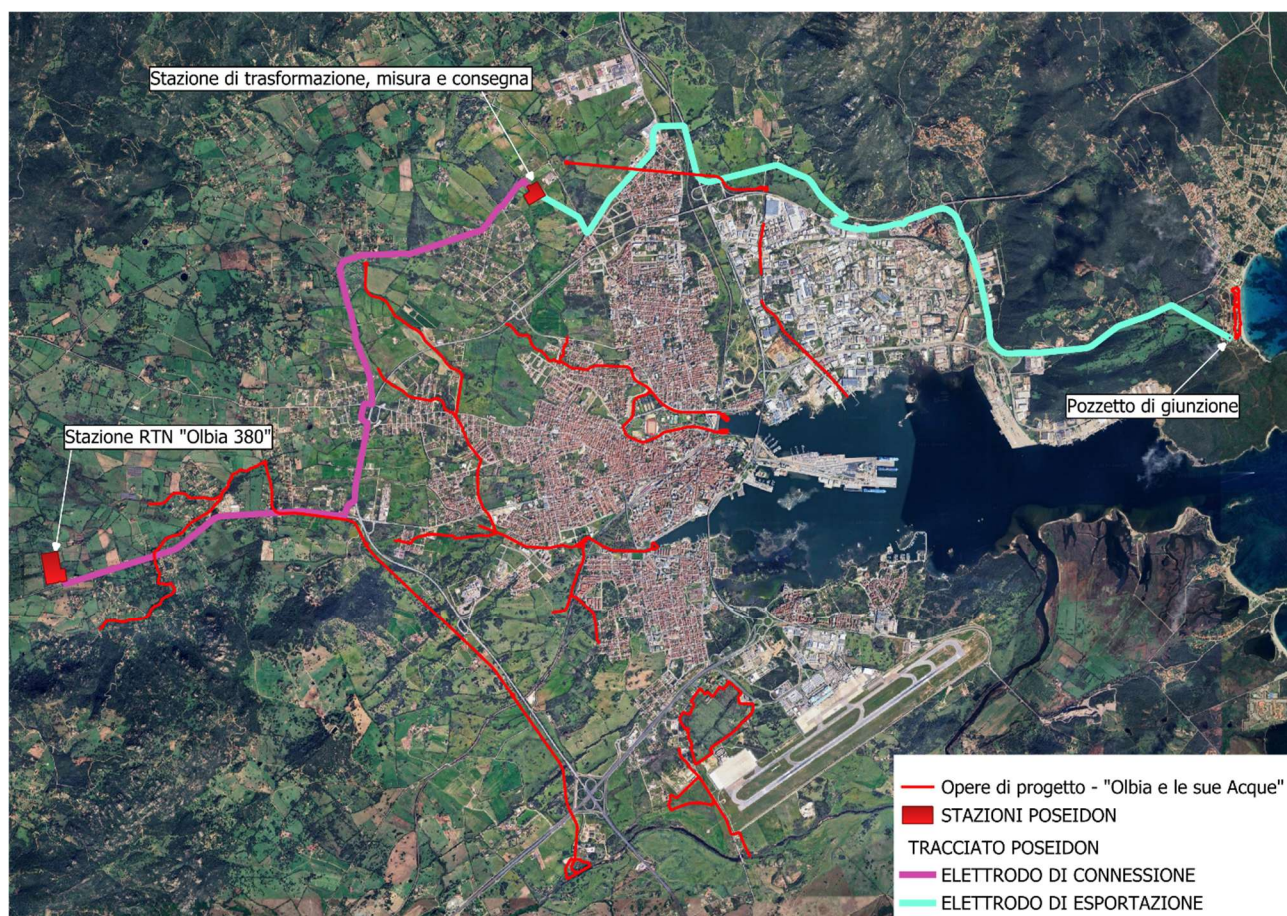 Stazione di trasformazione, misura e consegna
Pozzetto di giunzione
Stazione RTN "Olbia 380"
Opere di progetto - "Olbia e le sue Acque"
STAZIONI POSEIDON
TRACCIATO POSEIDON
ELETTRODO DI CONNESSIONE
ELETTRODO DI ESPORTAZIONE